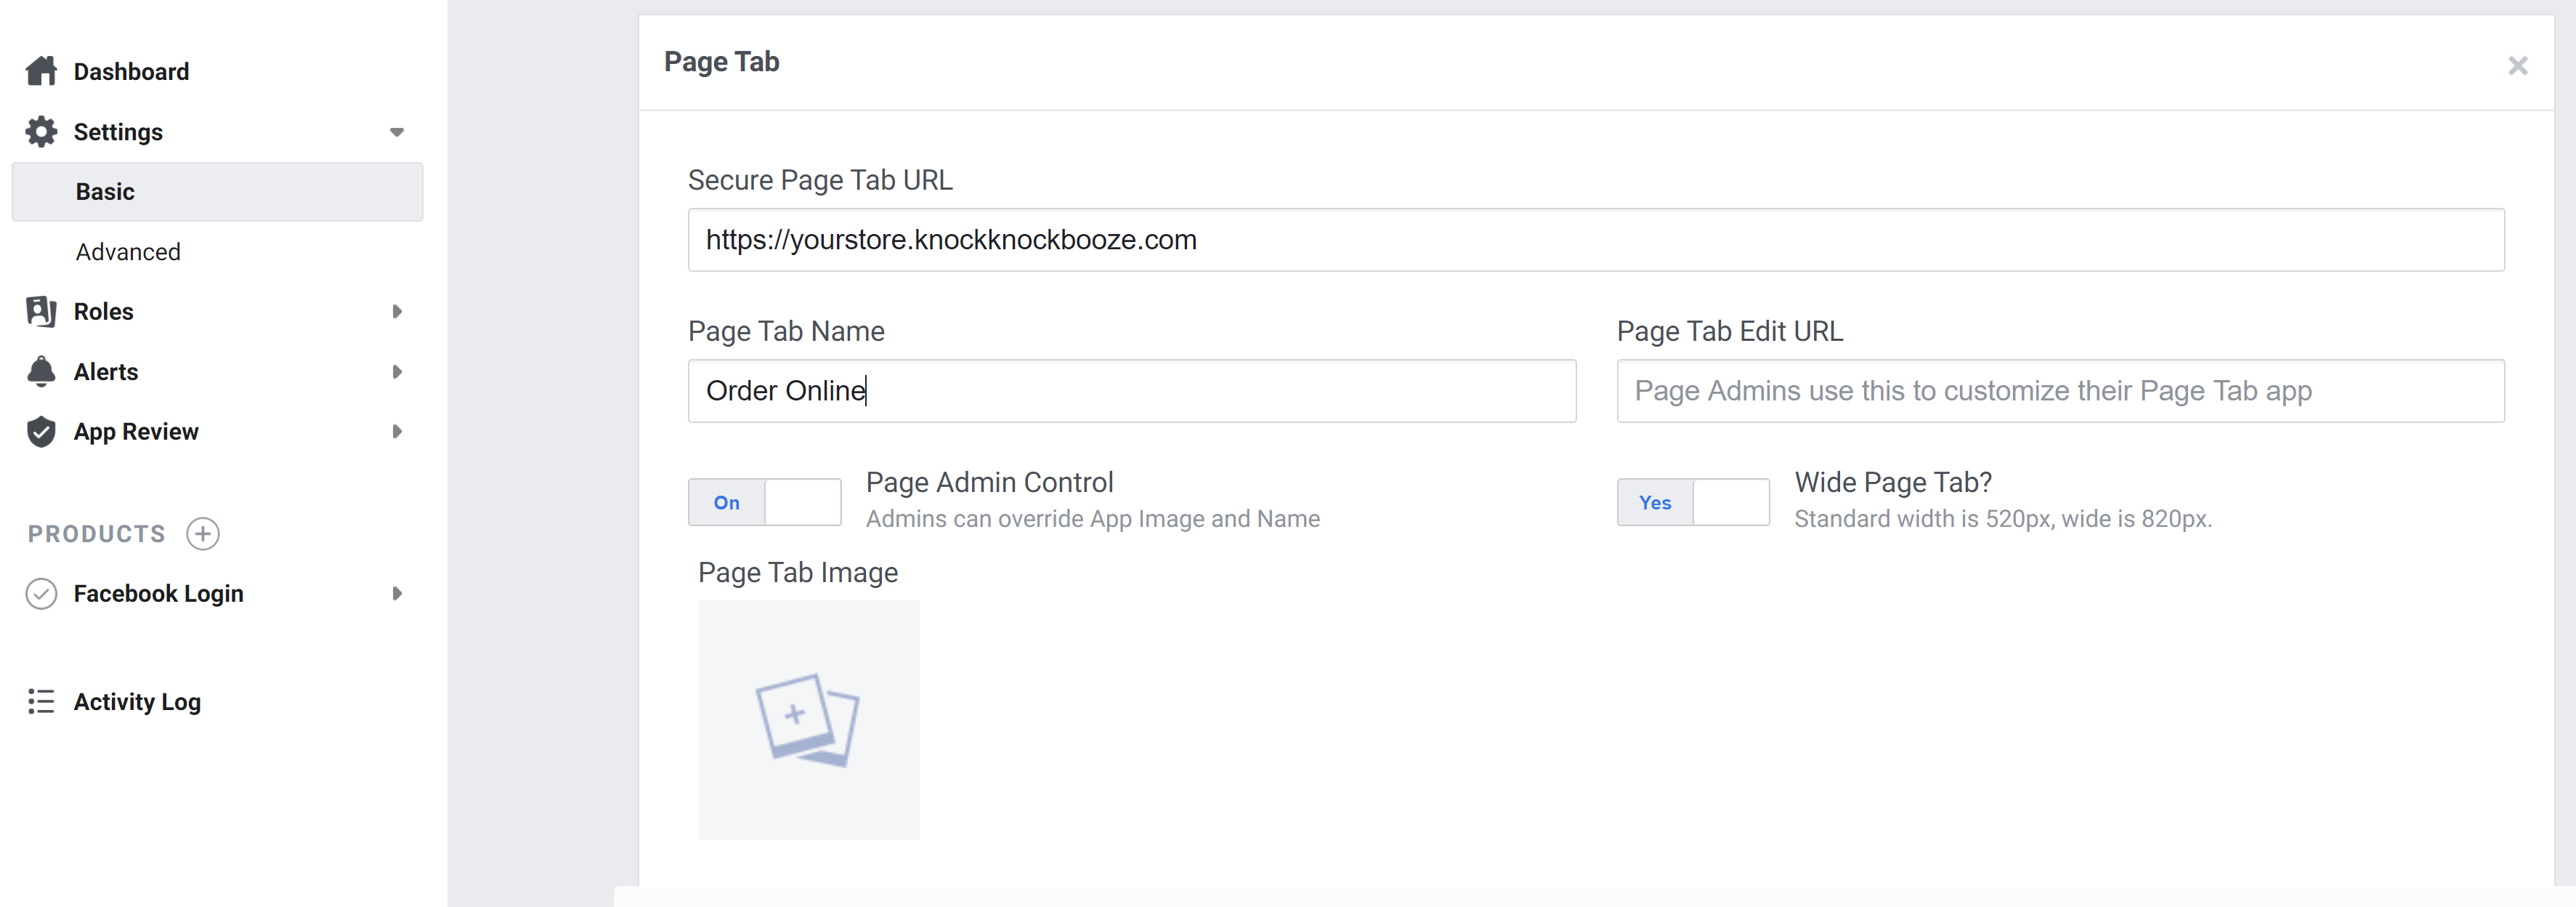 Dashboard
Settings
Basic
Advanced
Roles
Alerts
App Review
PRODUCTS
Facebook Login
Activity Log
Page Tab
Secure Page Tab URL
https://yourstore.knockknockbooze.com
Page Tab Name
Page Tab Edit URL
Order Online
Page Admins use this to customize their Page Tab app
On
Page Admin Control
Admins can override App Image and Name
Yes
Wide Page Tab?
Standard width is 520px, wide is 820px.
Page Tab Image